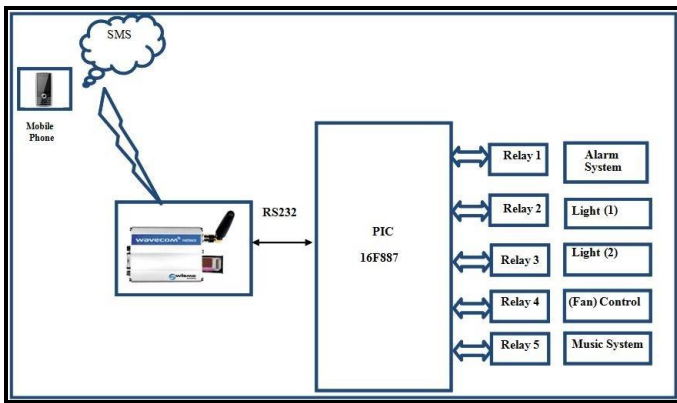 SMS
Mobile
Phone
RS232
wavecom
PIC
16F887
Relay 1
Alarm
System
Relay 2
Light (1)
Relay 3
Light (2)
Relay 4
(Fan) Control
Relay 5
Music System